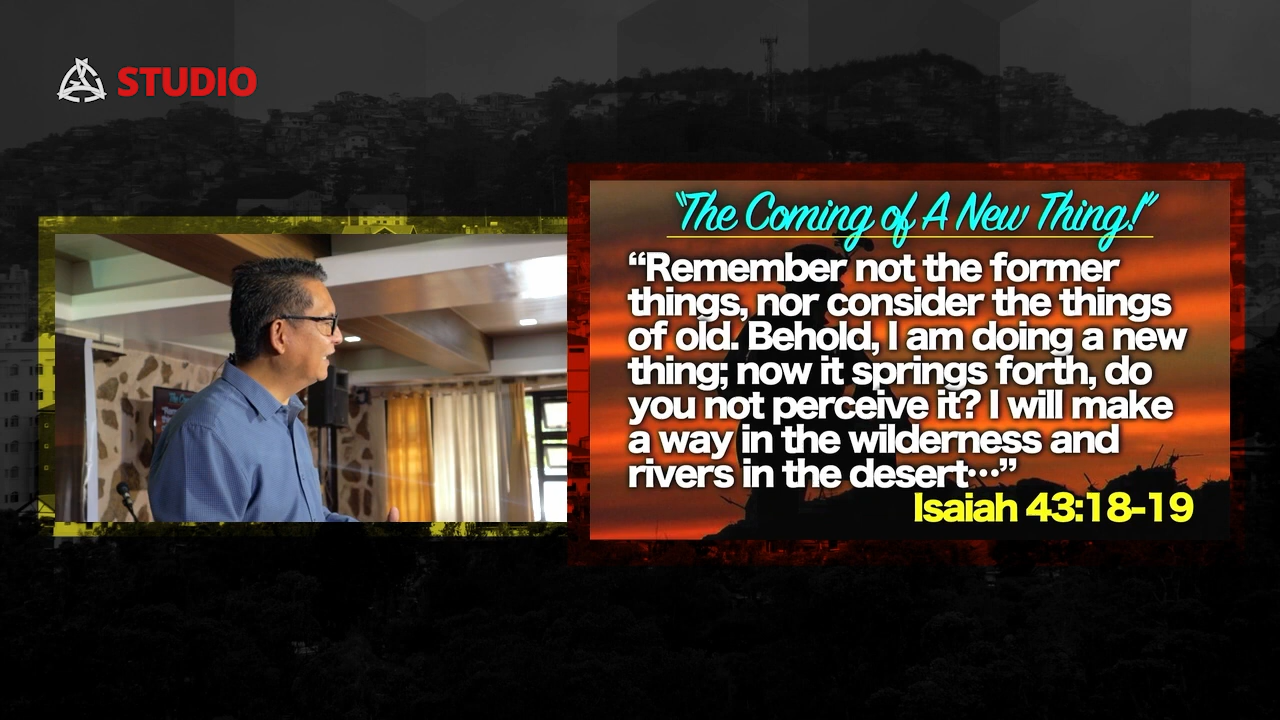 STUDIO
“The Coming of A New Thing!”
“Remember not the former
things, nor consider the things
of old. Behold, I am doing a new
thing; now it springs forth, do
you not perceive it? I will make
a way in the wilderness and
rivers in the desert…”
Isaiah 43:18-19